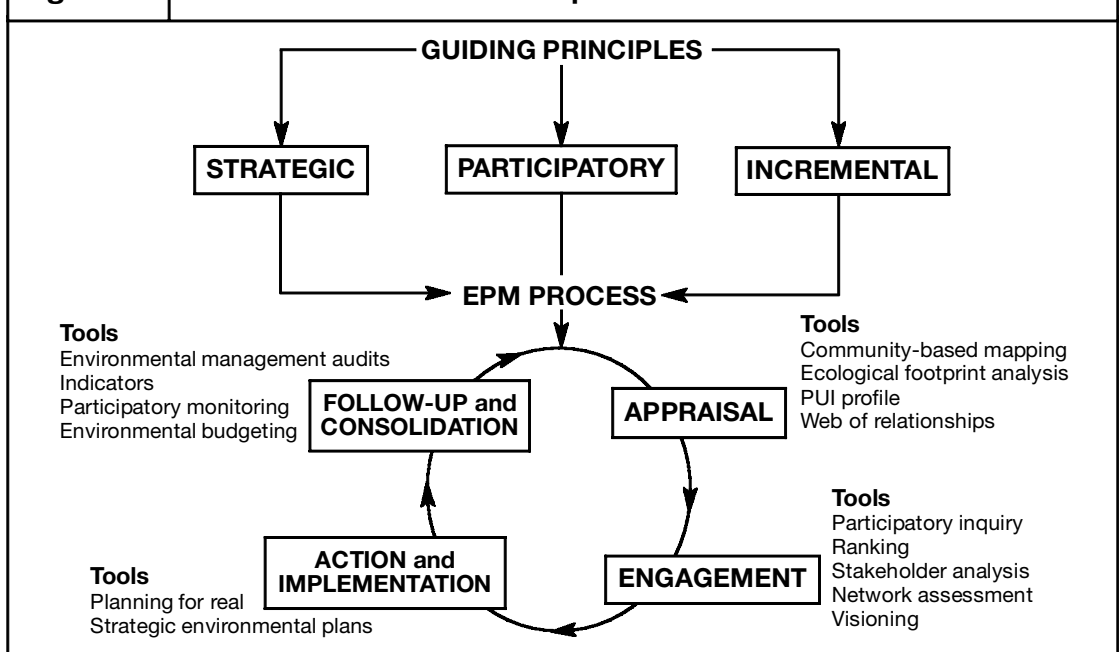 GUIDING PRINCIPLES
STRATEGIC
PARTICIPATORY
INCREMENTAL
EPM PROCESS
Tools
Environmental management audits
Indicators
Participatory monitoring
Environmental budgeting
FOLLOW-UP and
CONSOLIDATION
Tools
Community-based mapping
Ecological footprint analysis
PUI profile
Web of relationships
APPRAISAL
Tools
Participatory inquiry
Ranking
Stakeholder analysis
Network assessment
Visioning
ENGAGEMENT
ACTION and
IMPLEMENTATION
Tools
Planning for real
Strategic environmental plans